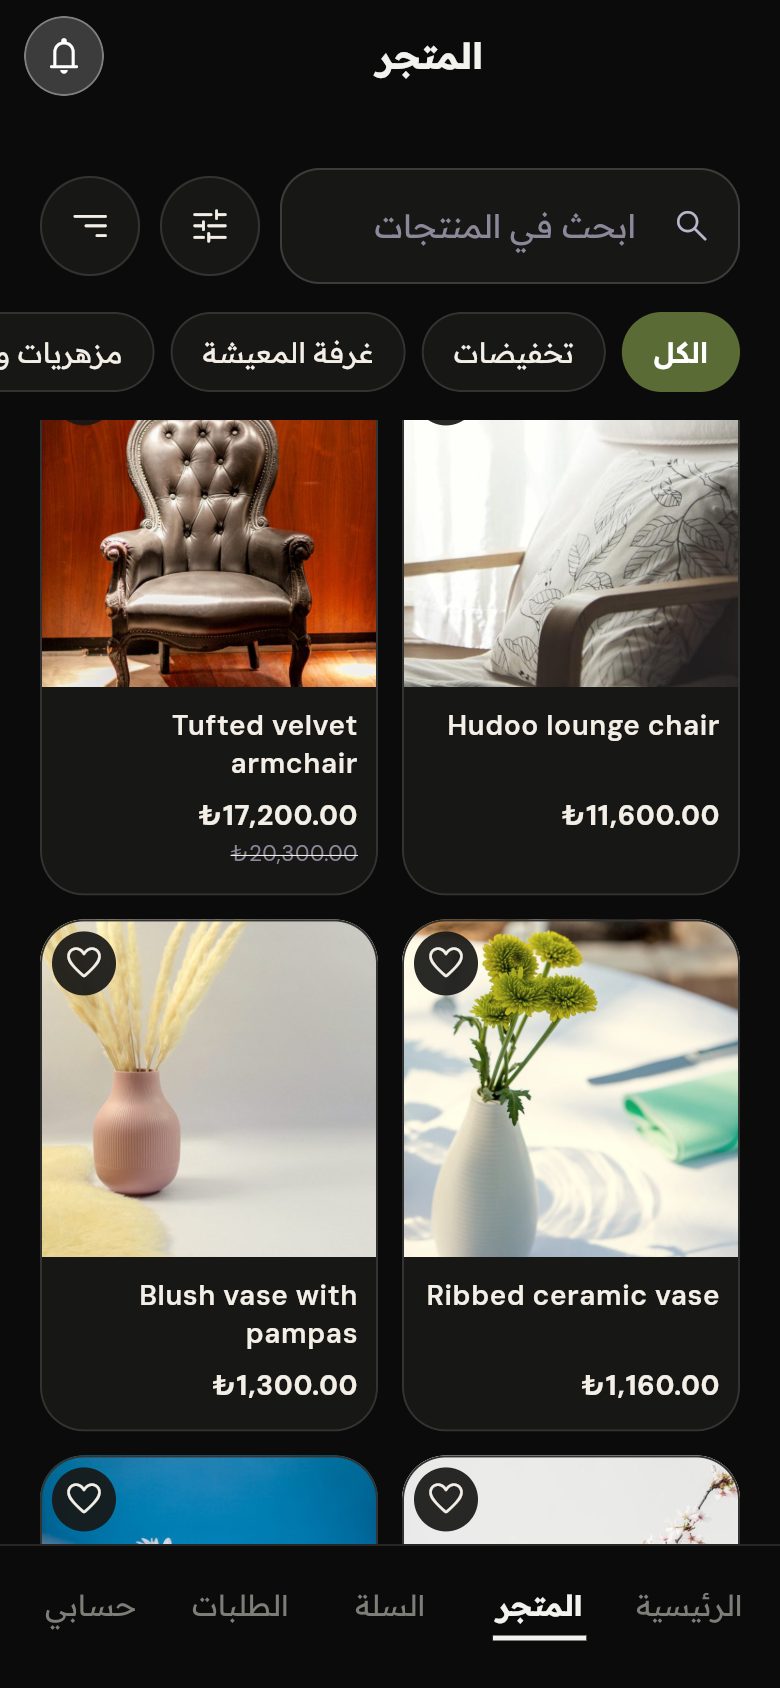 المتجر
ابحث في المنتجات
الكل
تخفيضات
غرفة المعيشة
مزهريات و
Hudoo lounge chair
₺11,600.00
Tufted velvet
armchair
₺17,200.00
₺20,300.00
Ribbed ceramic vase
₺1,160.00
Blush vase with
pampas
₺1,300.00
الرئيسية
المتجر
السلة
الطلبات
حسابي